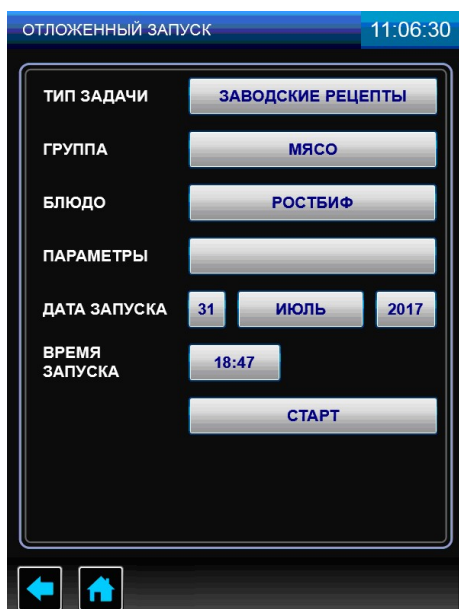 ОТЛОЖЕННЫЙ ЗАПУСК 11:06:30
ТИП ЗАДАЧИ ЗАВОДСКИЕ РЕЦЕПТЫ
ГРУППА МЯСО
БЛЮДО РОСТБИФ
ПАРАМЕТРЫ
ДАТА ЗАПУСКА 31 ИЮЛЬ 2017
ВРЕМЯ
ЗАПУСКА 18:47
СТАРТ